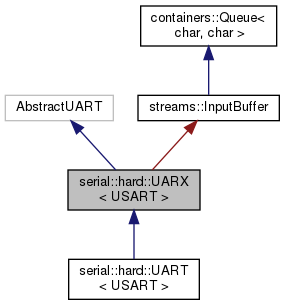 containers::Queue<
char, char >
AbstractUART
streams::InputBuffer
serial::hard::UARX
< USART >
serial::hard::UART
< USART >